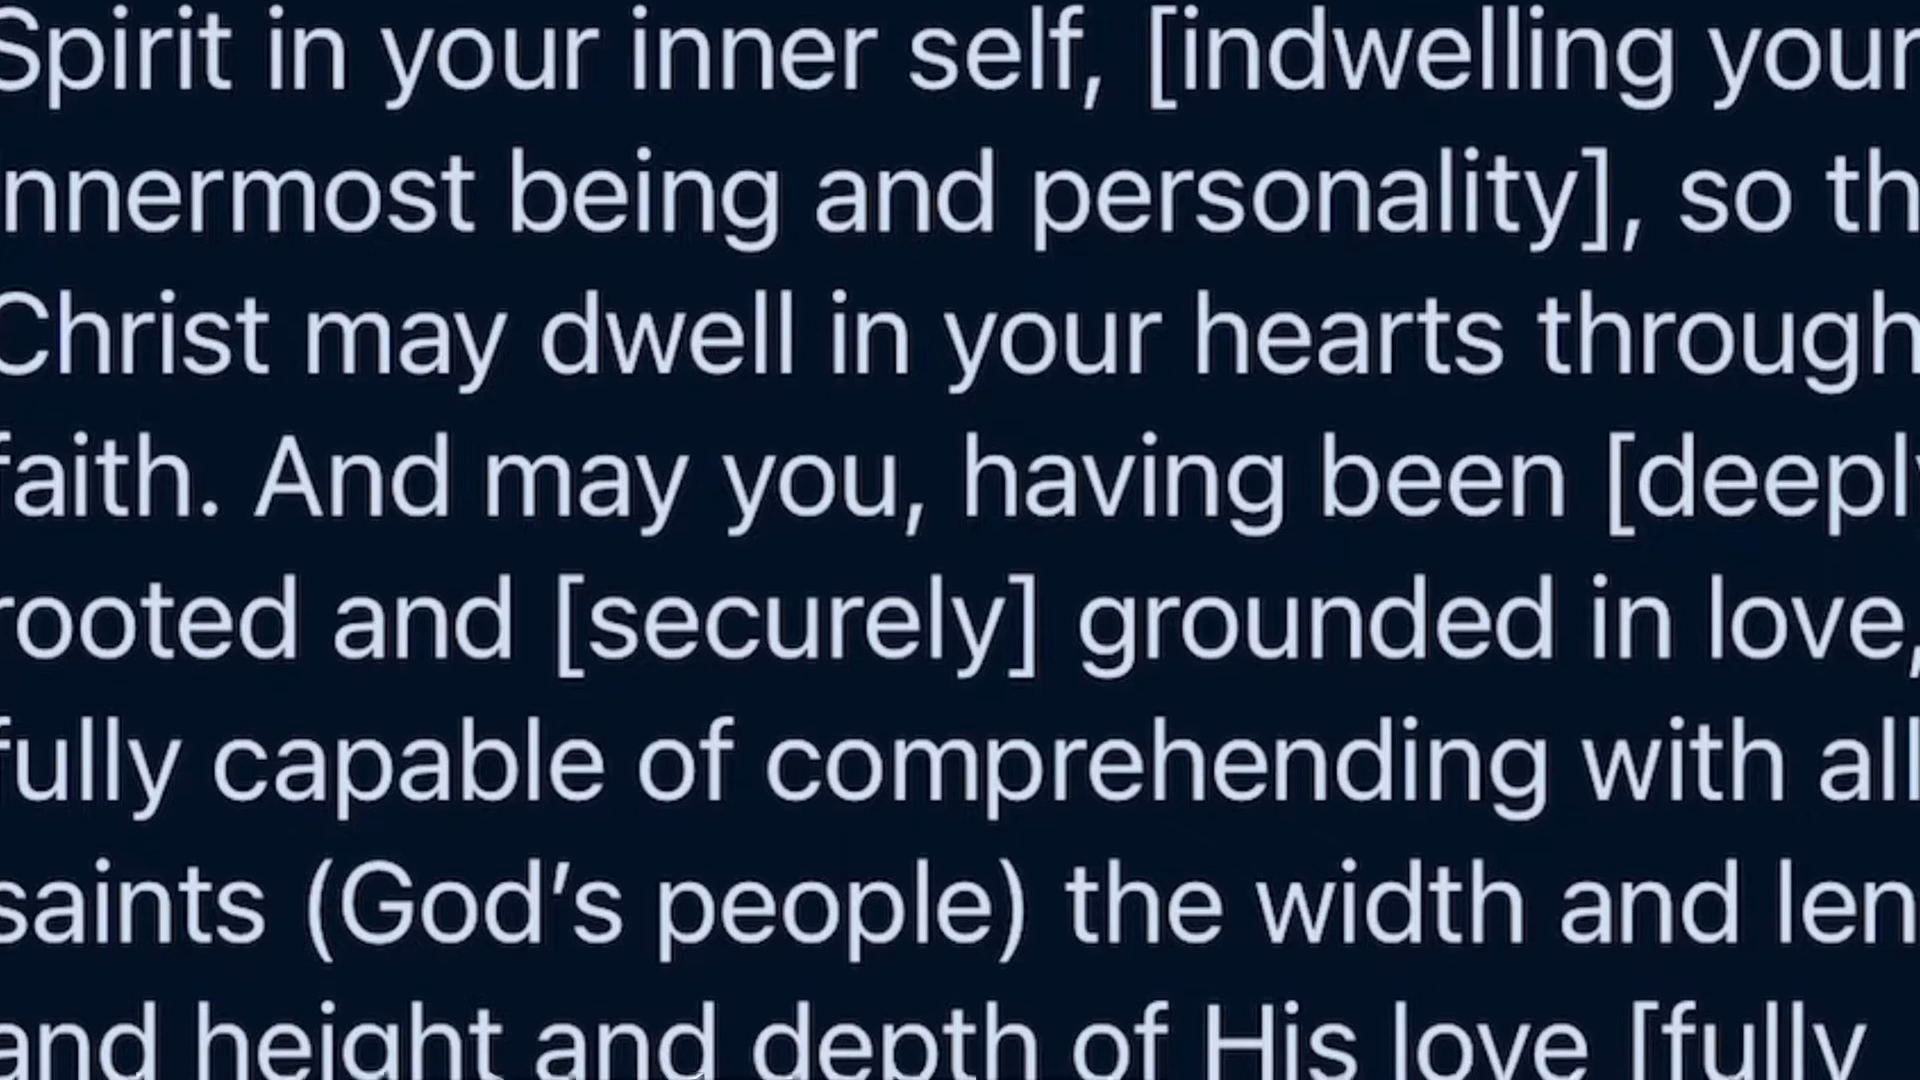 Spirit in your inner self, [indwelling your
innermost being and personality], so th
Christ may dwell in your hearts through
faith. And may you, having been [deeply
rooted and [securely] grounded in love,
fully capable of comprehending with all
saints (God’s people) the width and len
and height and depth of His love [fully